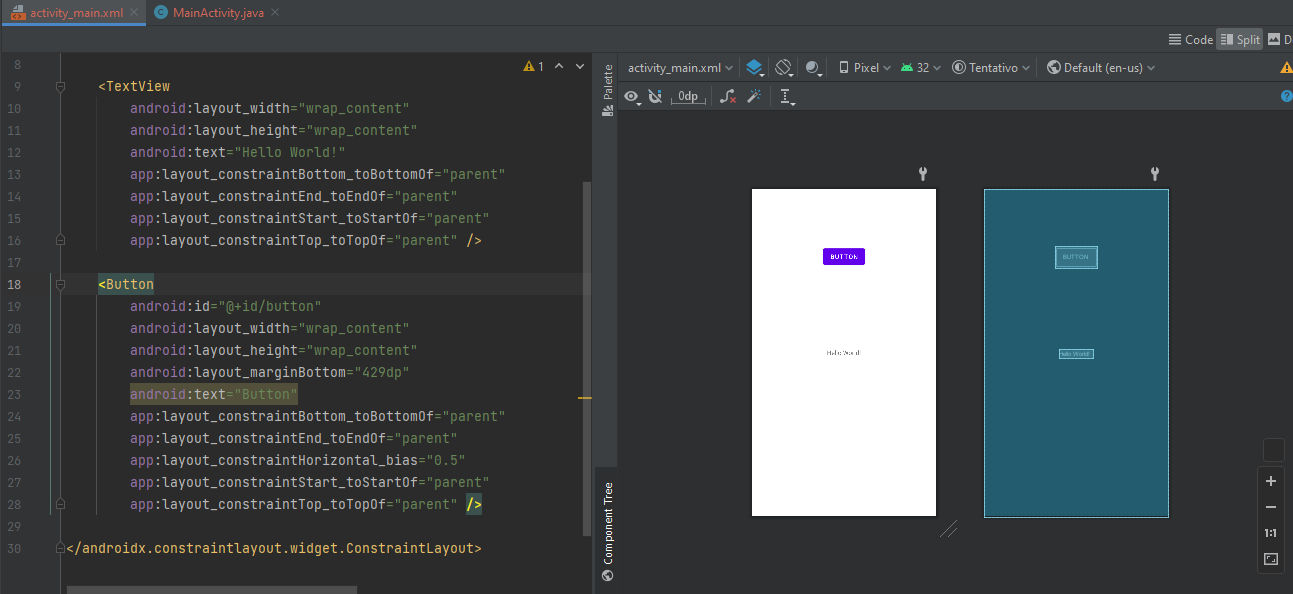 activity_main.xml
MainActivity.java
Code
Split
D
8
1
9 <TextView
10 android:layout_width="wrap_content"
11 android:layout_height="wrap_content"
12 android:text="Hello World!"
13 app:layout_constraintBottom_toBottomOf="parent"
14 app:layout_constraintEnd_toEndOf="parent"
15 app:layout_constraintStart_toStartOf="parent"
16 app:layout_constraintTop_toTopOf="parent" />
17
18 <Button
19 android:id="@+id/button"
20 android:layout_width="wrap_content"
21 android:layout_height="wrap_content"
22 android:layout_marginBottom="429dp"
23 android:text="Button"
24 app:layout_constraintBottom_toBottomOf="parent"
25 app:layout_constraintEnd_toEndOf="parent"
26 app:layout_constraintHorizontal_bias="0.5"
27 app:layout_constraintStart_toStartOf="parent"
28 app:layout_constraintTop_toTopOf="parent" />
29
30 </androidx.constraintlayout.widget.ConstraintLayout>
Palette
Component Tree
activity_main.xml
Pixel
32
Tentativo
Default (en-us)
0dp
BUTTON
Hello World!
BUTTON
Hello World!
1:1